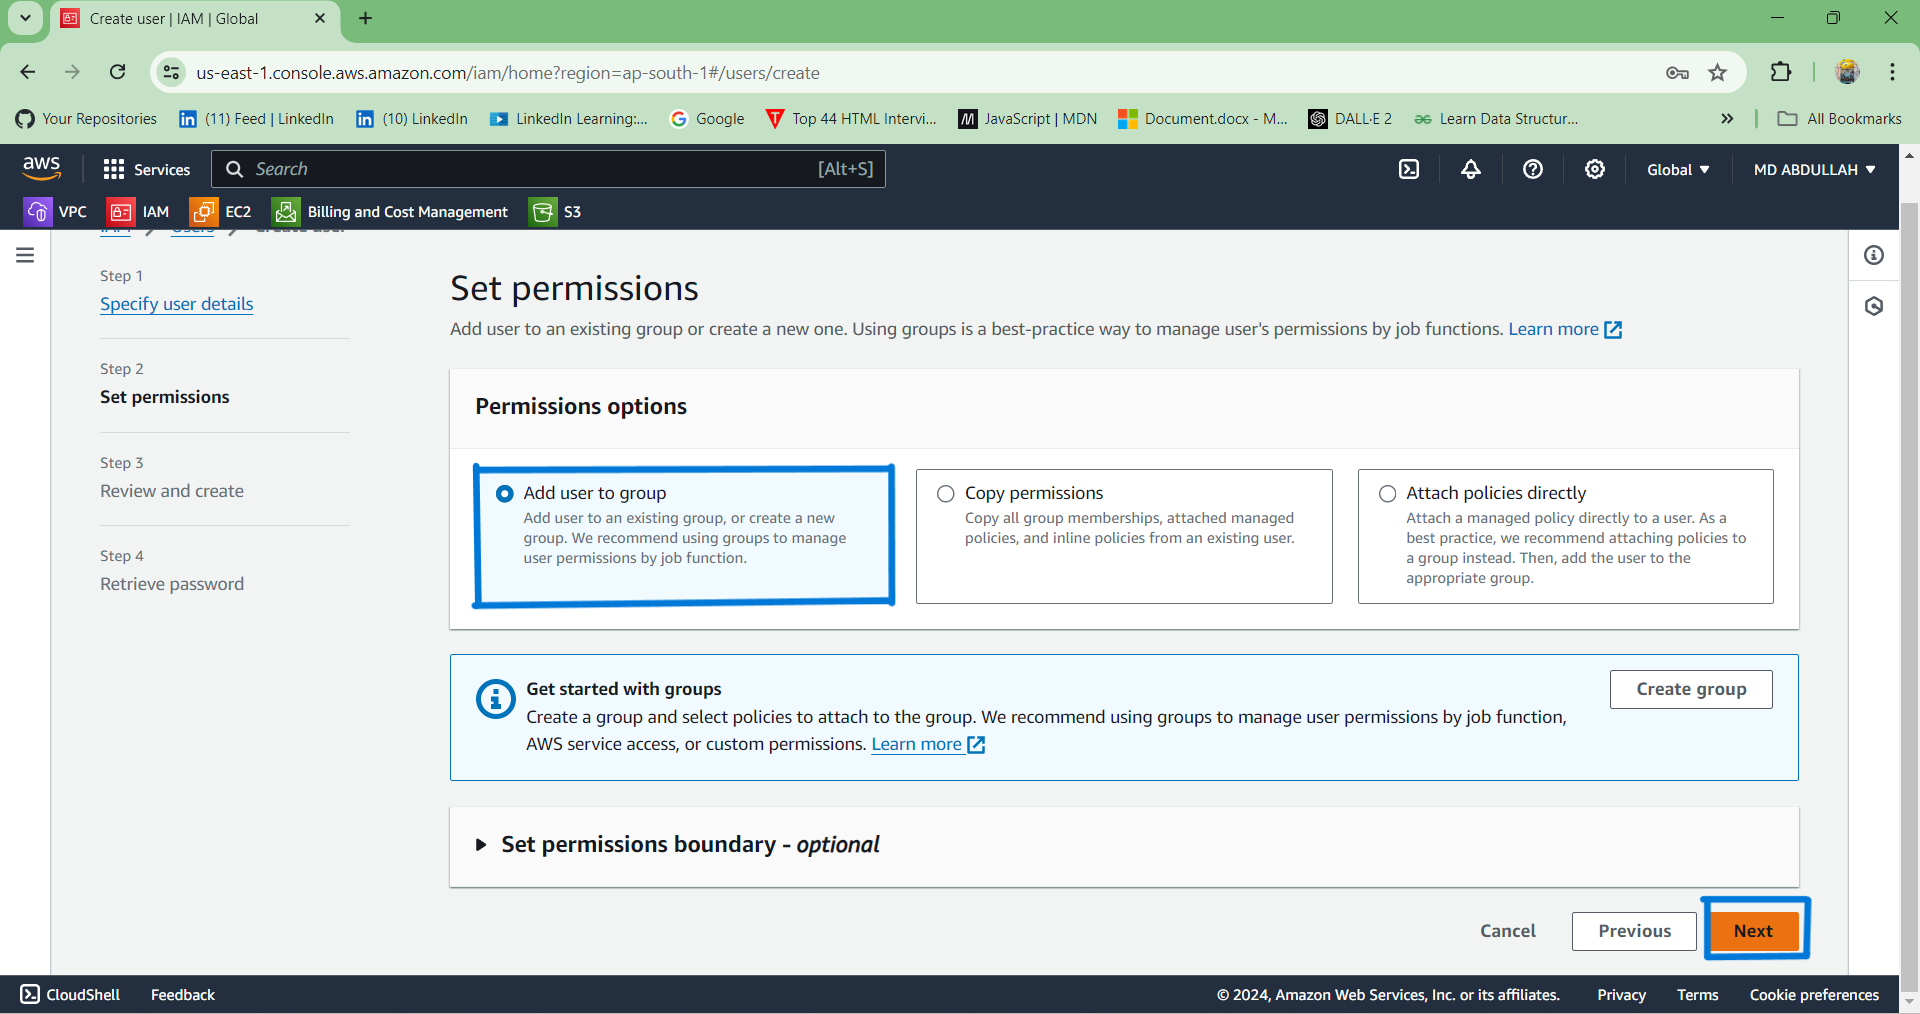 Create user | IAM | Global
us-east-1.console.aws.amazon.com/iam/home?region=ap-south-1#/users/create
Your Repositories
(11) Feed | LinkedIn
(10) LinkedIn
LinkedIn Learning:...
Google
Top 44 HTML Intervi...
JavaScript | MDN
Document.docx - M...
DALL·E 2
Learn Data Structur...
All Bookmarks
aws
Services
Search
[Alt+S]
Global
MD ABDULLAH
VPC
IAM
EC2
Billing and Cost Management
S3
IAM
Users
Create user
Step 1
Specify user details
Step 2
Set permissions
Step 3
Review and create
Step 4
Retrieve password
Set permissions
Add user to an existing group or create a new one. Using groups is a best-practice way to manage user's permissions by job functions. Learn more
Permissions options
Add user to group
Add user to an existing group, or create a new
group. We recommend using groups to manage
user permissions by job function.
Copy permissions
Copy all group memberships, attached managed
policies, and inline policies from an existing user.
Attach policies directly
Attach a managed policy directly to a user. As a
best practice, we recommend attaching policies to
a group instead. Then, add the user to the
appropriate group.
Get started with groups
Create a group and select policies to attach to the group. We recommend using groups to manage user permissions by job function,
AWS service access, or custom permissions. Learn more
Create group
Set permissions boundary - optional
Cancel
Previous
Next
CloudShell
Feedback
© 2024, Amazon Web Services, Inc. or its affiliates.
Privacy
Terms
Cookie preferences